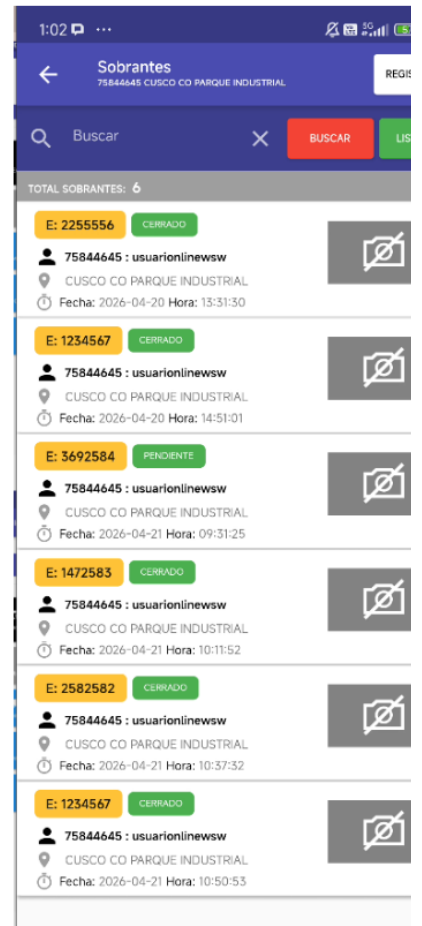 1:02
5G
Sobrantes
75844645 CUSCO CO PARQUE INDUSTRIAL
REGIS
Buscar
BUSCAR
LIS
TOTAL SOBRANTES: 6
E: 2255556 CERRADO
75844645 : usuarionlinewsw
CUSCO CO PARQUE INDUSTRIAL
Fecha: 2026-04-20 Hora: 13:31:30
E: 1234567 CERRADO
75844645 : usuarionlinewsw
CUSCO CO PARQUE INDUSTRIAL
Fecha: 2026-04-20 Hora: 14:51:01
E: 3692584 PENDIENTE
75844645 : usuarionlinewsw
CUSCO CO PARQUE INDUSTRIAL
Fecha: 2026-04-21 Hora: 09:31:25
E: 1472583 CERRADO
75844645 : usuarionlinewsw
CUSCO CO PARQUE INDUSTRIAL
Fecha: 2026-04-21 Hora: 10:11:52
E: 2582582 CERRADO
75844645 : usuarionlinewsw
CUSCO CO PARQUE INDUSTRIAL
Fecha: 2026-04-21 Hora: 10:37:32
E: 1234567 CERRADO
75844645 : usuarionlinewsw
CUSCO CO PARQUE INDUSTRIAL
Fecha: 2026-04-21 Hora: 10:50:53